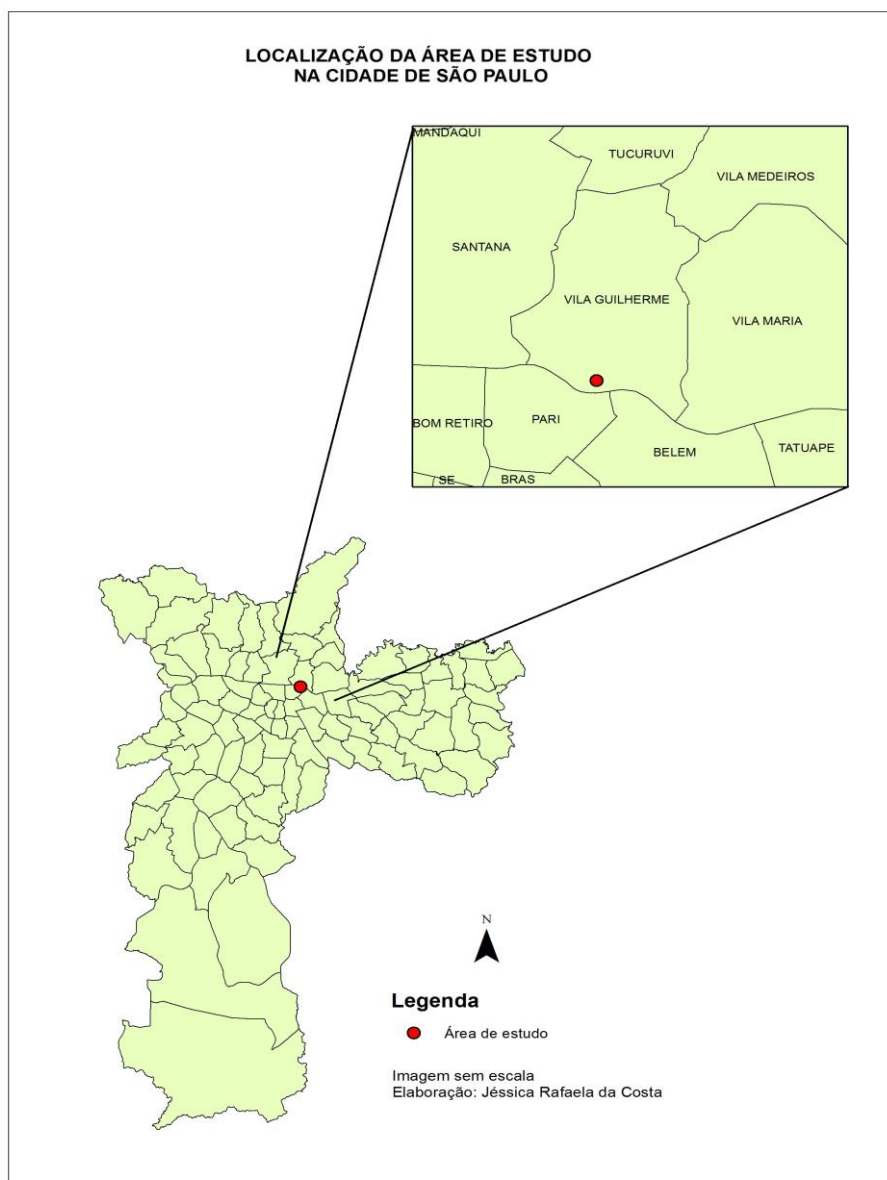 LOCALIZAÇÃO DA ÁREA DE ESTUDO
NA CIDADE DE SÃO PAULO
MANDAQUI
TUCURUVI
VILA MEDEIROS
SANTANA
VILA GUILHERME
VILA MARIA
BOM RETIRO
PARI
BELEM
TATUAPE
SE
BRAS
N
Legenda
Área de estudo
Imagem sem escala
Elaboração: Jéssica Rafaela da Costa